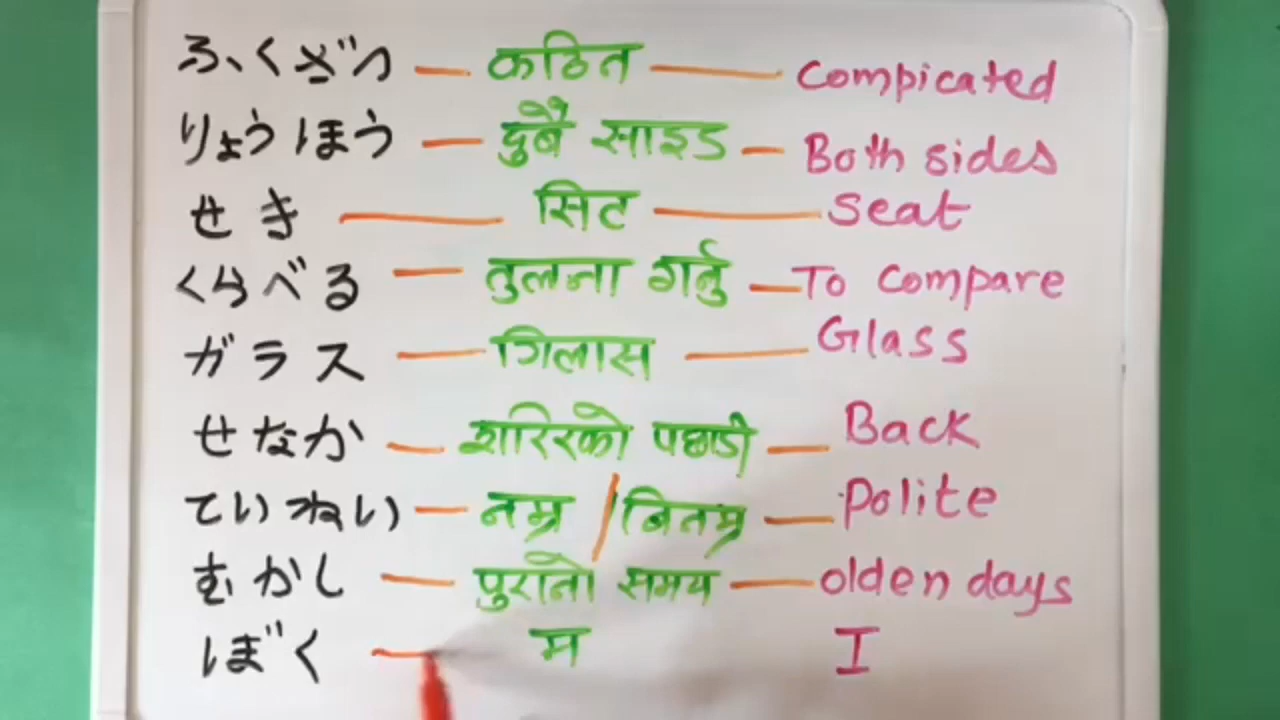 ふくざつ — कठिन — Compicated
りょうほう — दुबै साइड — Both sides
せき — सिट — Seat
くらべる — तुलना गर्नु — To compare
ガラス — गिलास — Glass
せなか — शरिरको पछाडी — Back
ていねい — नम्र / बिनम्र — Polite
むかし — पुरानो समय — olden days
ぼく — म I